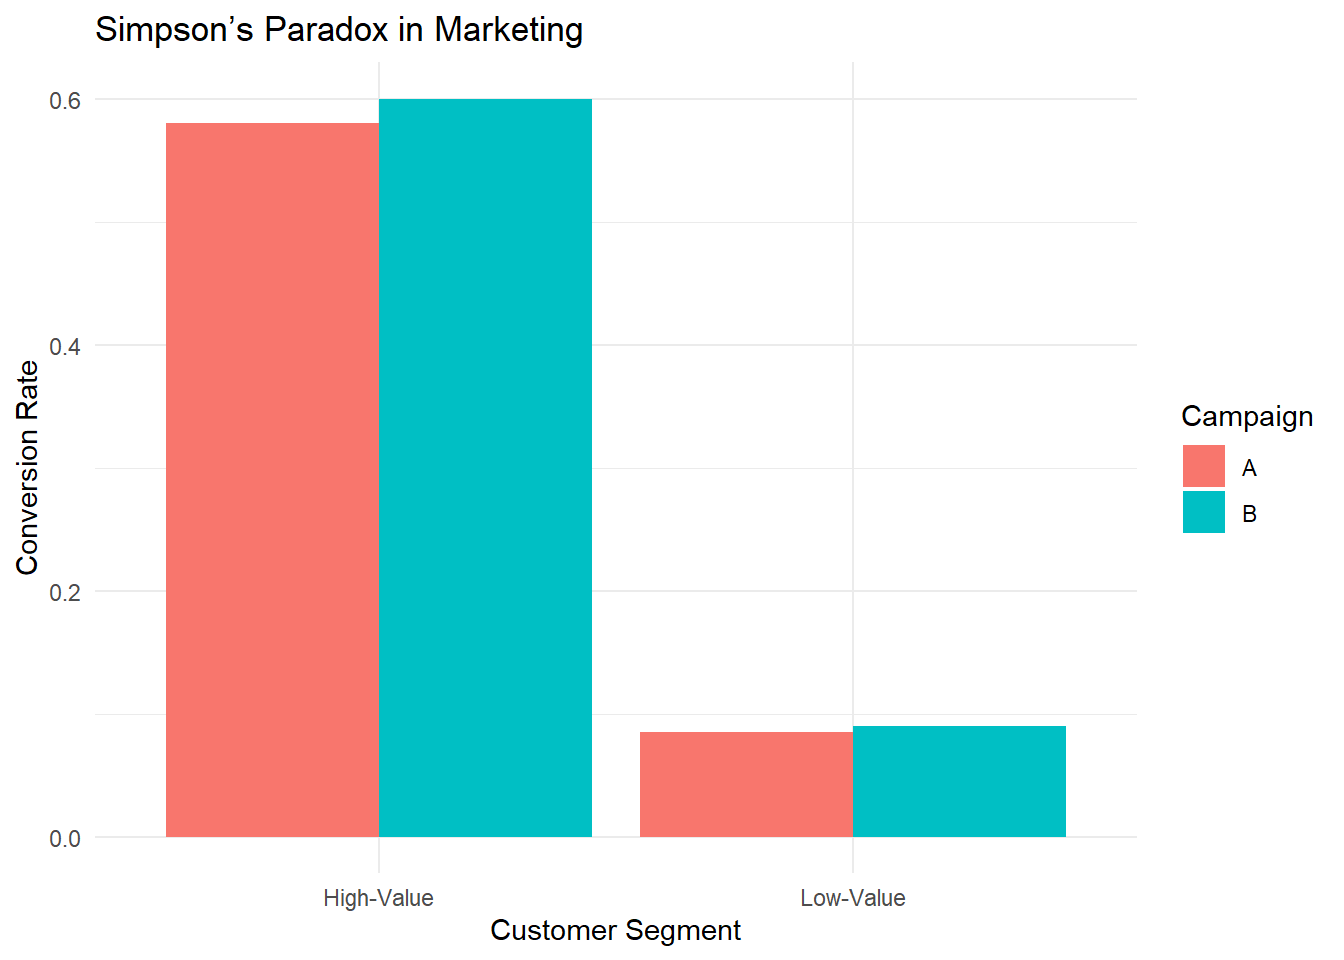 Simpson’s Paradox in Marketing
0.6
0.4
0.2
0.0
Conversion Rate
High-Value
Low-Value
Customer Segment
Campaign
A
B